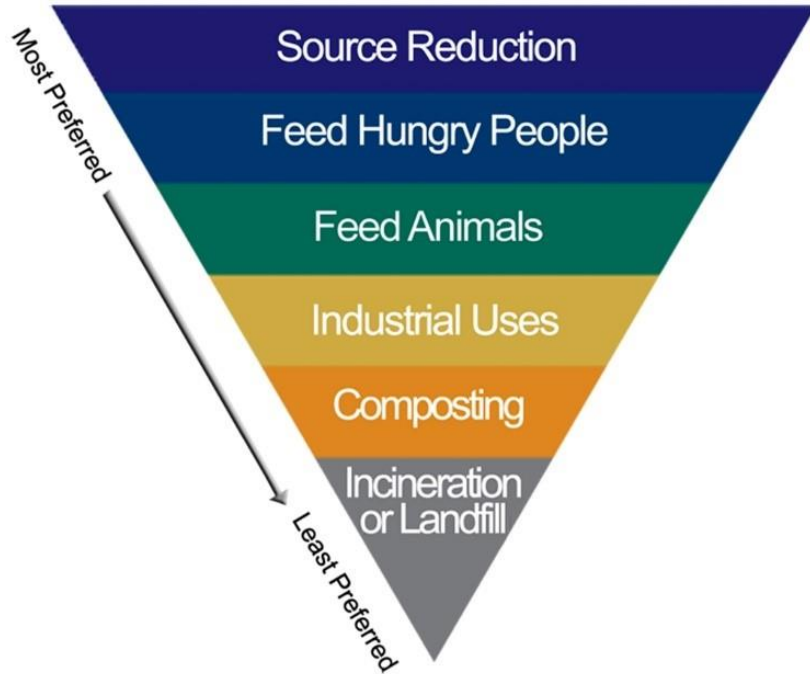 Source Reduction
Feed Hungry People
Feed Animals
Industrial Uses
Composting
Incineration
or Landfill
Most Preferred
Least Preferred